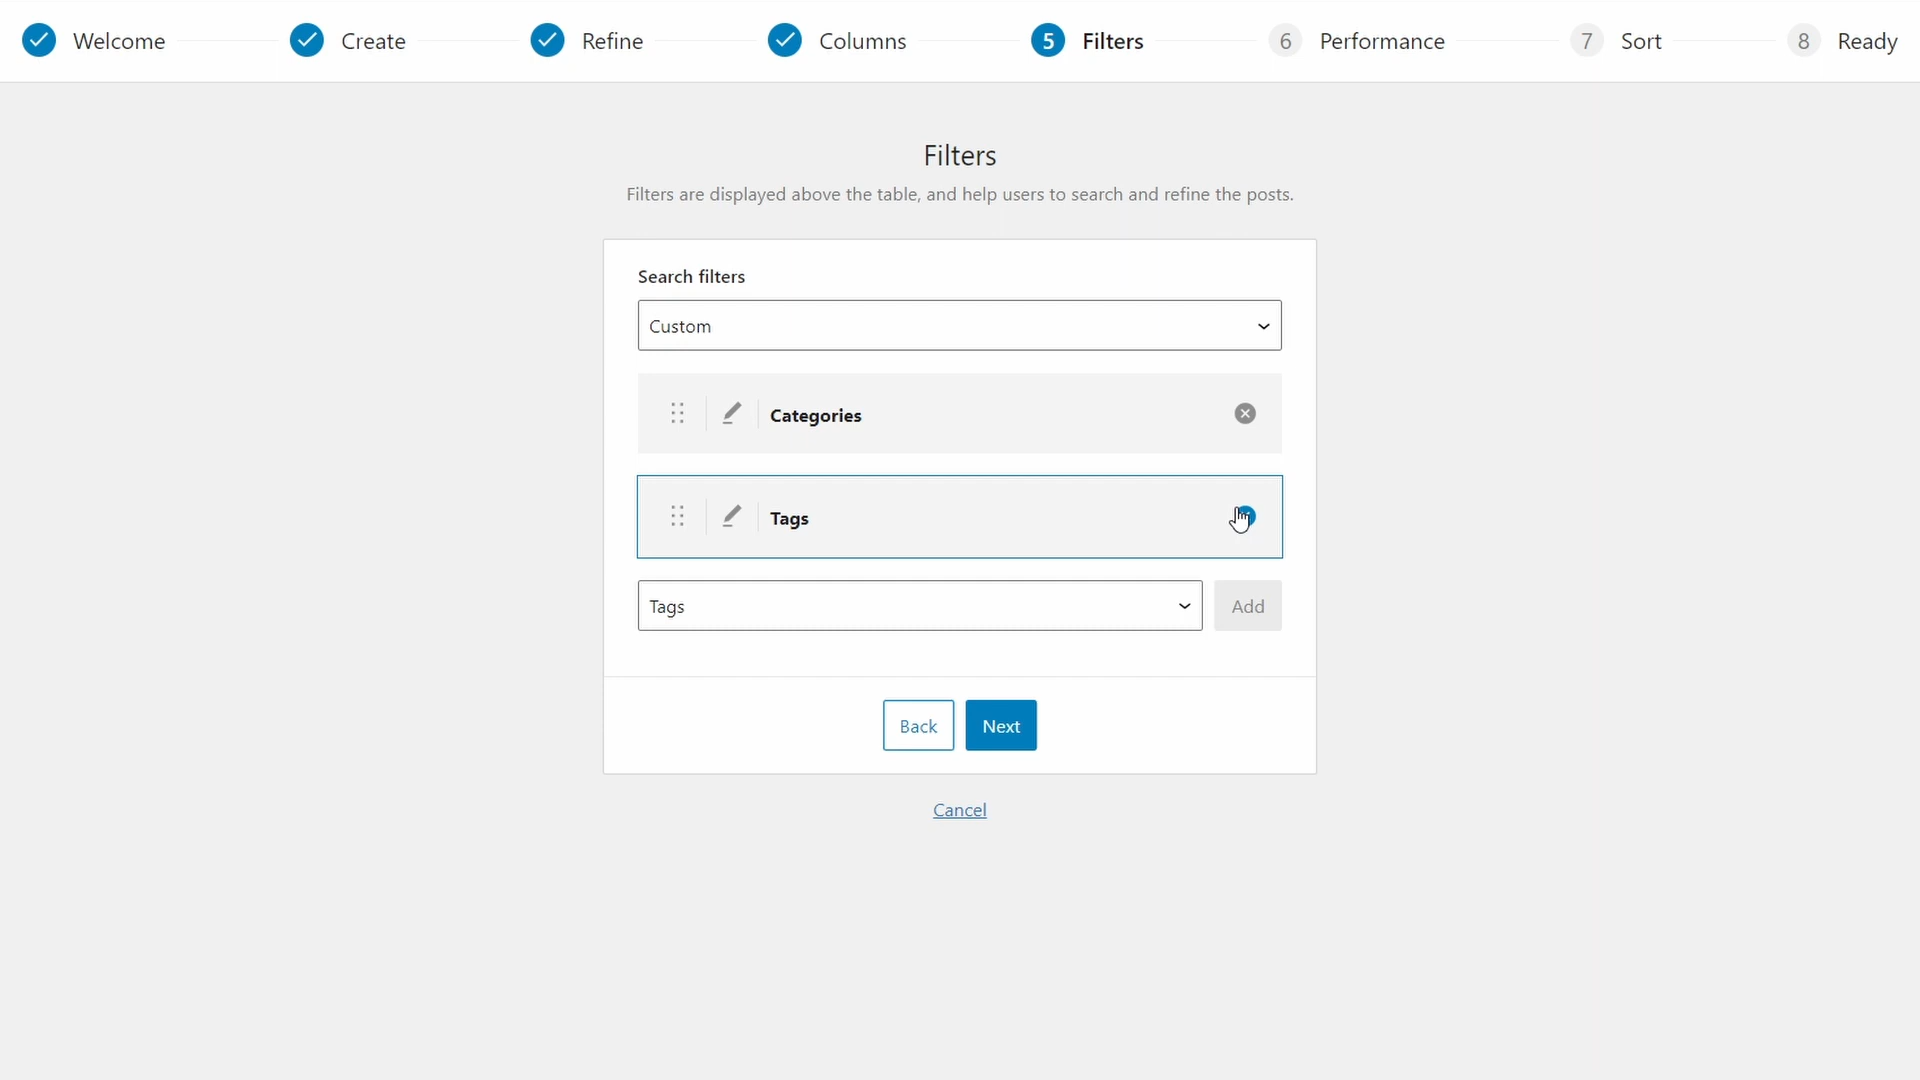 Welcome Create Refine Columns 5 Filters 6 Performance 7 Sort 8 Ready
Filters
Filters are displayed above the table, and help users to search and refine the posts.
Search filters
Custom
Categories
Tags
Tags Add
Back Next
Cancel